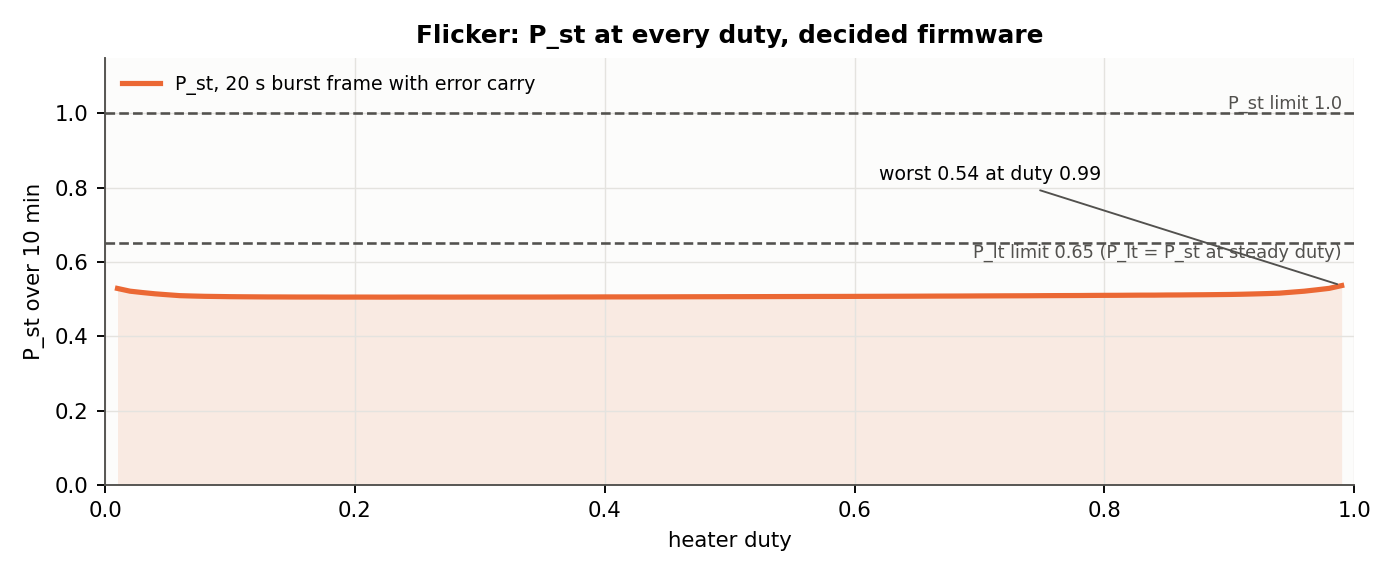 Flicker: P_st at every duty, decided firmware
P_st, 20 s burst frame with error carry
P_st limit 1.0
worst 0.54 at duty 0.99
P_lt limit 0.65 (P_lt = P_st at steady duty)
P_st over 10 min
1.0
0.8
0.6
0.4
0.2
0.0
0.0 0.2 0.4 0.6 0.8 1.0
heater duty